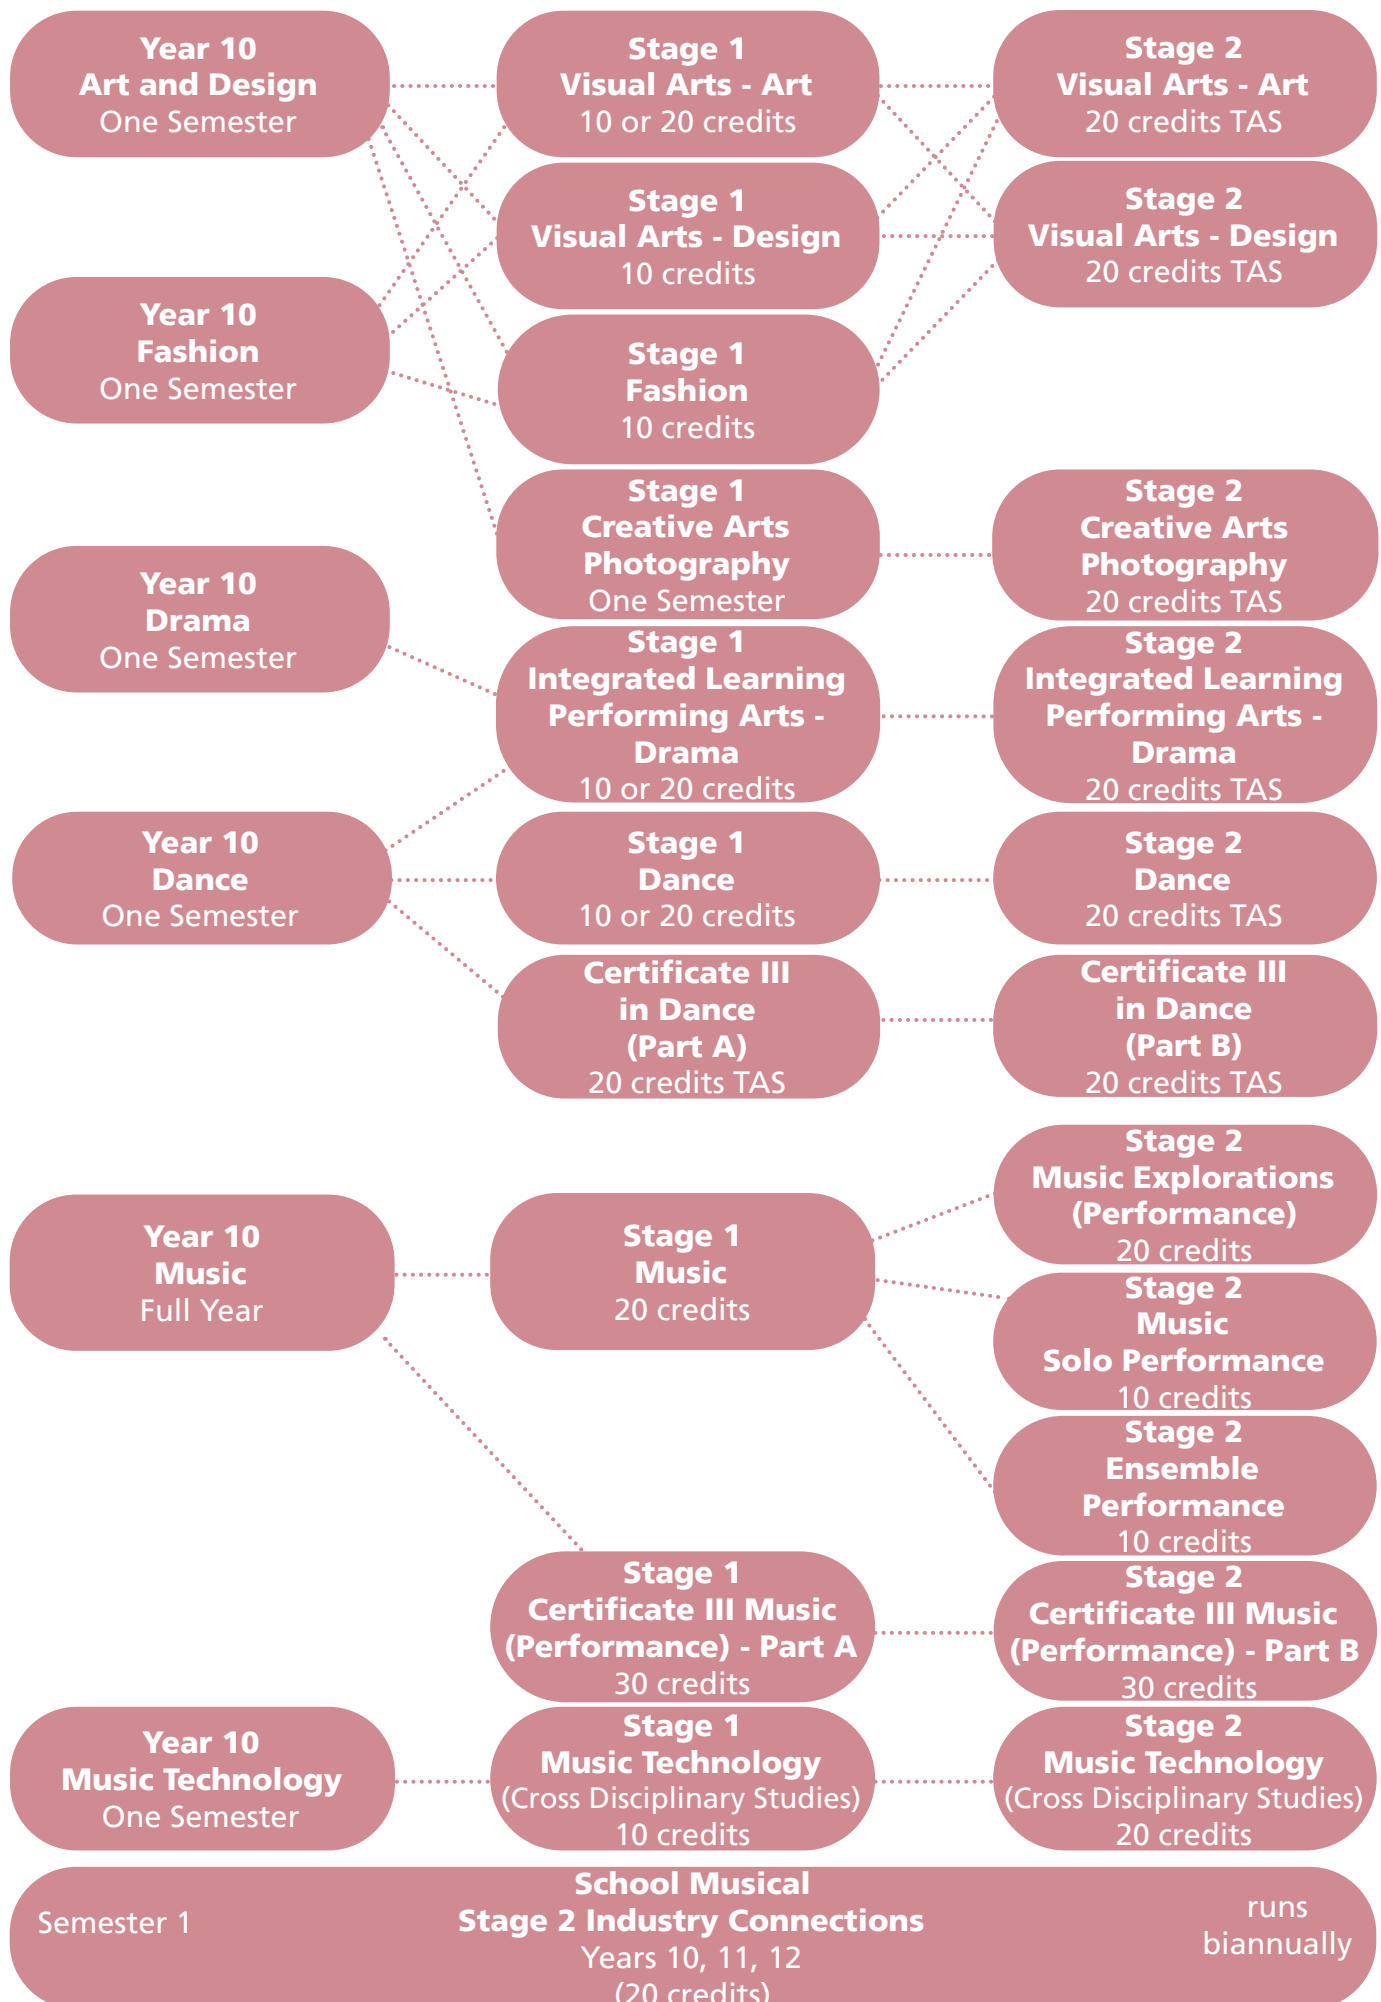 Year 10
Art and Design
One Semester
Stage 1
Visual Arts - Art
10 or 20 credits
Stage 2
Visual Arts - Art
20 credits TAS
Stage 1
Visual Arts - Design
10 credits
Stage 2
Visual Arts - Design
20 credits TAS
Year 10
Fashion
One Semester
Stage 1
Fashion
10 credits
Stage 1
Creative Arts
Photography
One Semester
Stage 2
Creative Arts
Photography
20 credits TAS
Year 10
Drama
One Semester
Stage 1
Integrated Learning
Performing Arts -
Drama
10 or 20 credits
Stage 2
Integrated Learning
Performing Arts -
Drama
20 credits TAS
Year 10
Dance
One Semester
Stage 1
Dance
10 or 20 credits
Stage 2
Dance
20 credits TAS
Certificate III
in Dance
(Part A)
20 credits TAS
Certificate III
in Dance
(Part B)
20 credits TAS
Year 10
Music
Full Year
Stage 1
Music
20 credits
Stage 2
Music Explorations
(Performance)
20 credits
Stage 2
Music
Solo Performance
10 credits
Stage 2
Ensemble
Performance
10 credits
Stage 1
Certificate III Music
(Performance) - Part A
30 credits
Stage 2
Certificate III Music
(Performance) - Part B
30 credits
Year 10
Music Technology
One Semester
Stage 1
Music Technology
(Cross Disciplinary Studies)
10 credits
Stage 2
Music Technology
(Cross Disciplinary Studies)
20 credits
Semester 1
School Musical
Stage 2 Industry Connections
Years 10, 11, 12
(20 credits)
runs
biannually